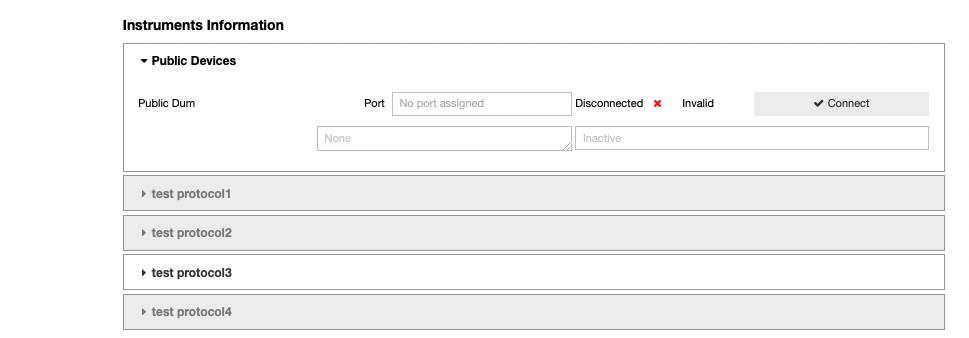 Instruments Information
Public Devices
Public Dum Port No port assigned Disconnected Invalid Connect
None Inactive
test protocol1
test protocol2
test protocol3
test protocol4